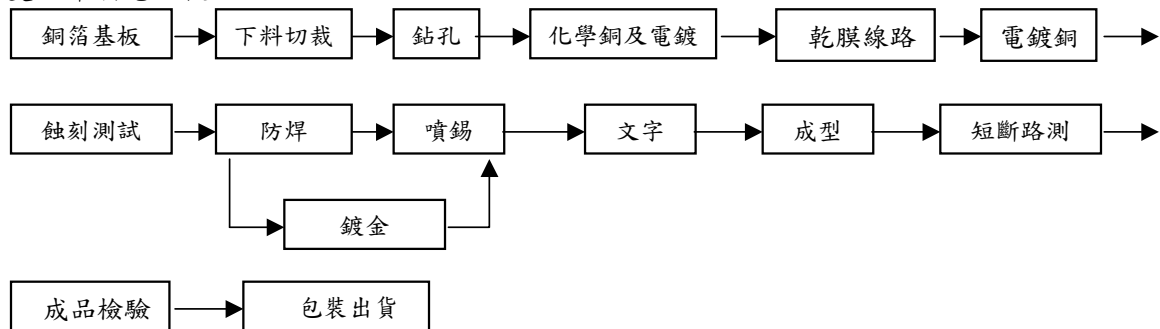 銅箔基板 下料切裁 鉆孔 化學銅及電鍍 乾膜線路 電鍍銅
蝕刻測試 防焊 噴錫 文字 成型 短斷路測
鍍金
成品檢驗 包裝出貨